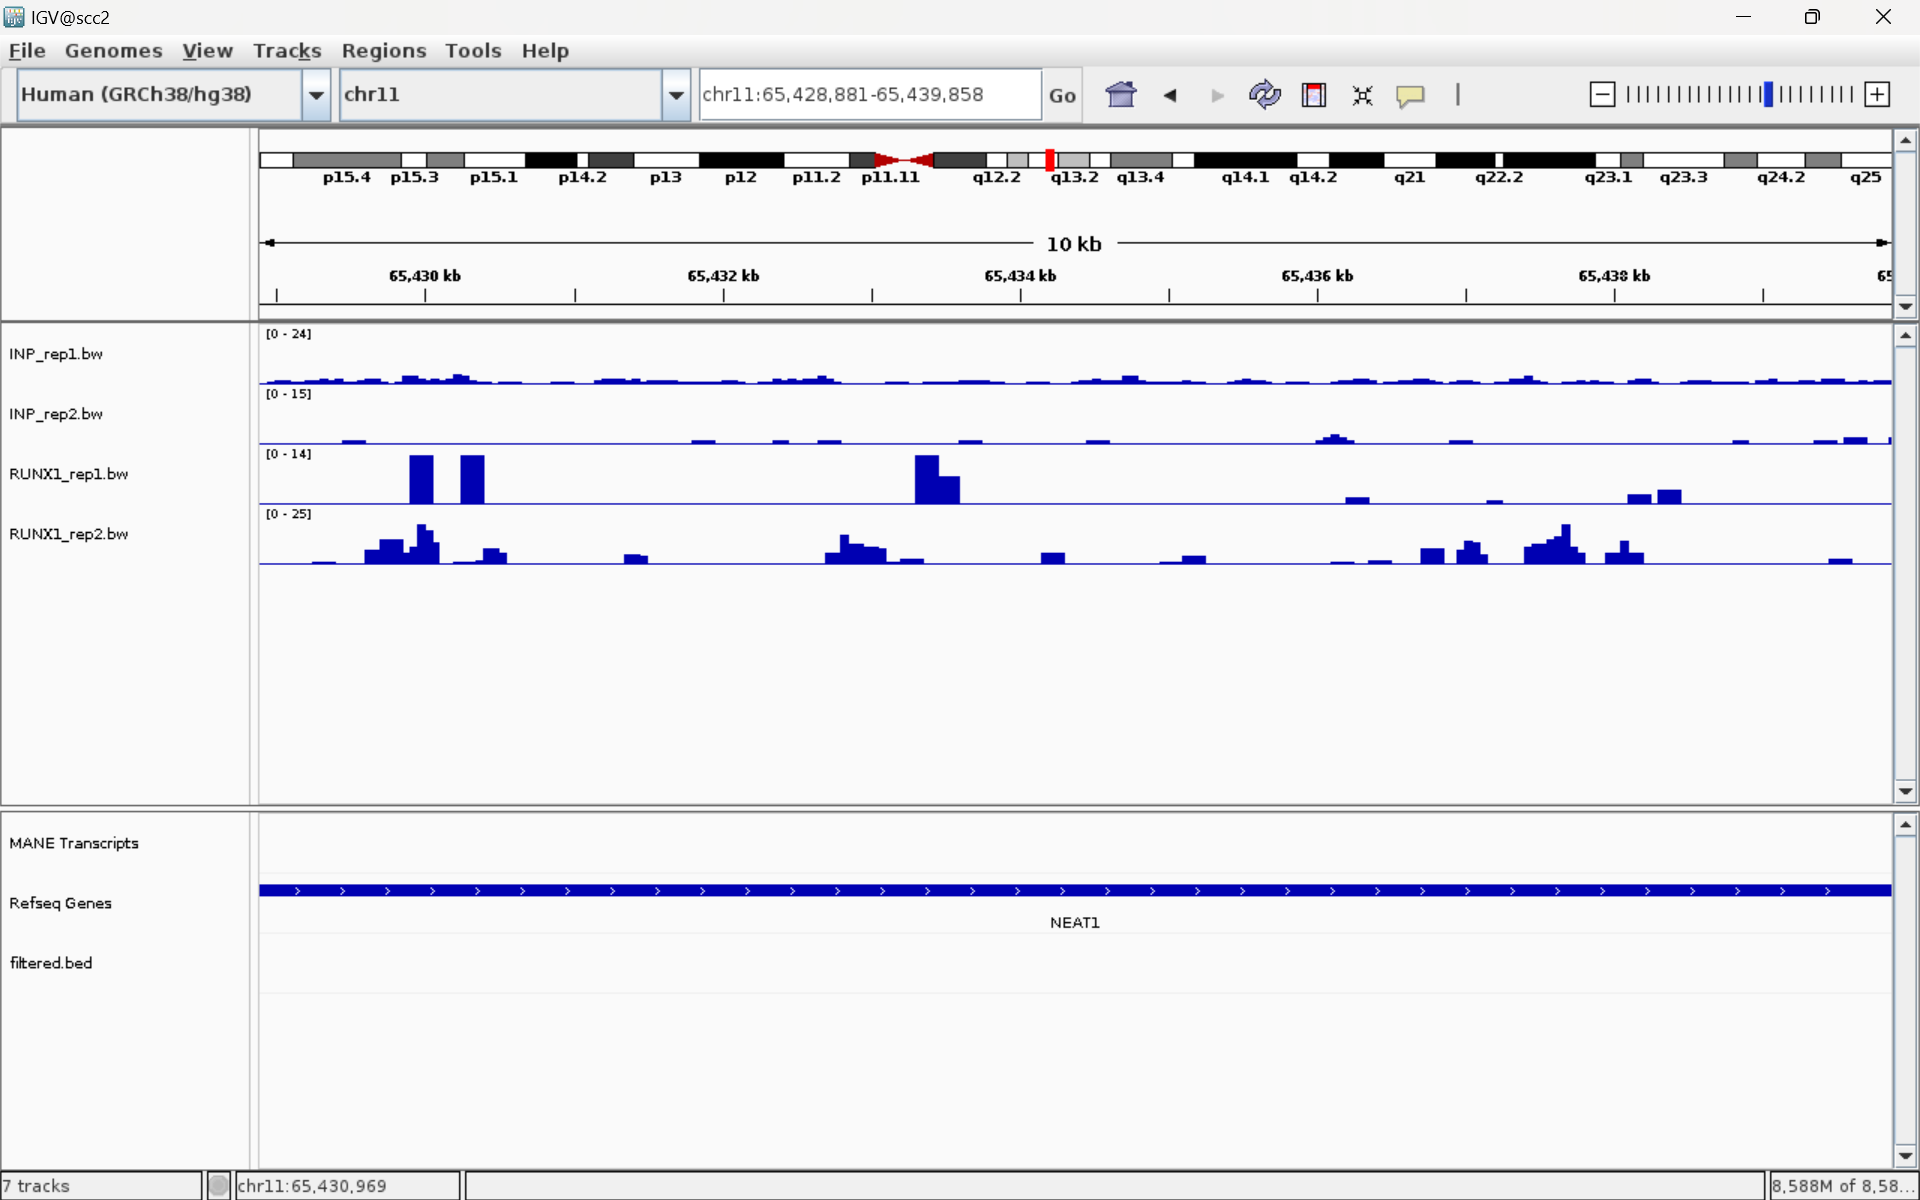 IGV@scc2
File Genomes View Tracks Regions Tools Help
Human (GRCh38/hg38) chr11 chr11:65,428,881-65,439,858 Go
p15.4 p15.3 p15.1 p14.2 p13 p12 p11.2 p11.11 q12.2 q13.2 q13.4 q14.1 q14.2 q21 q22.2 q23.1 q23.3 q24.2 q25
10 kb
65,430 kb 65,432 kb 65,434 kb 65,436 kb 65,438 kb 65
[0 - 24]
INP_rep1.bw
[0 - 15]
INP_rep2.bw
[0 - 14]
RUNX1_rep1.bw
[0 - 25]
RUNX1_rep2.bw
MANE Transcripts
Refseq Genes
NEAT1
filtered.bed
7 tracks chr11:65,430,969 8,588M of 8,58...